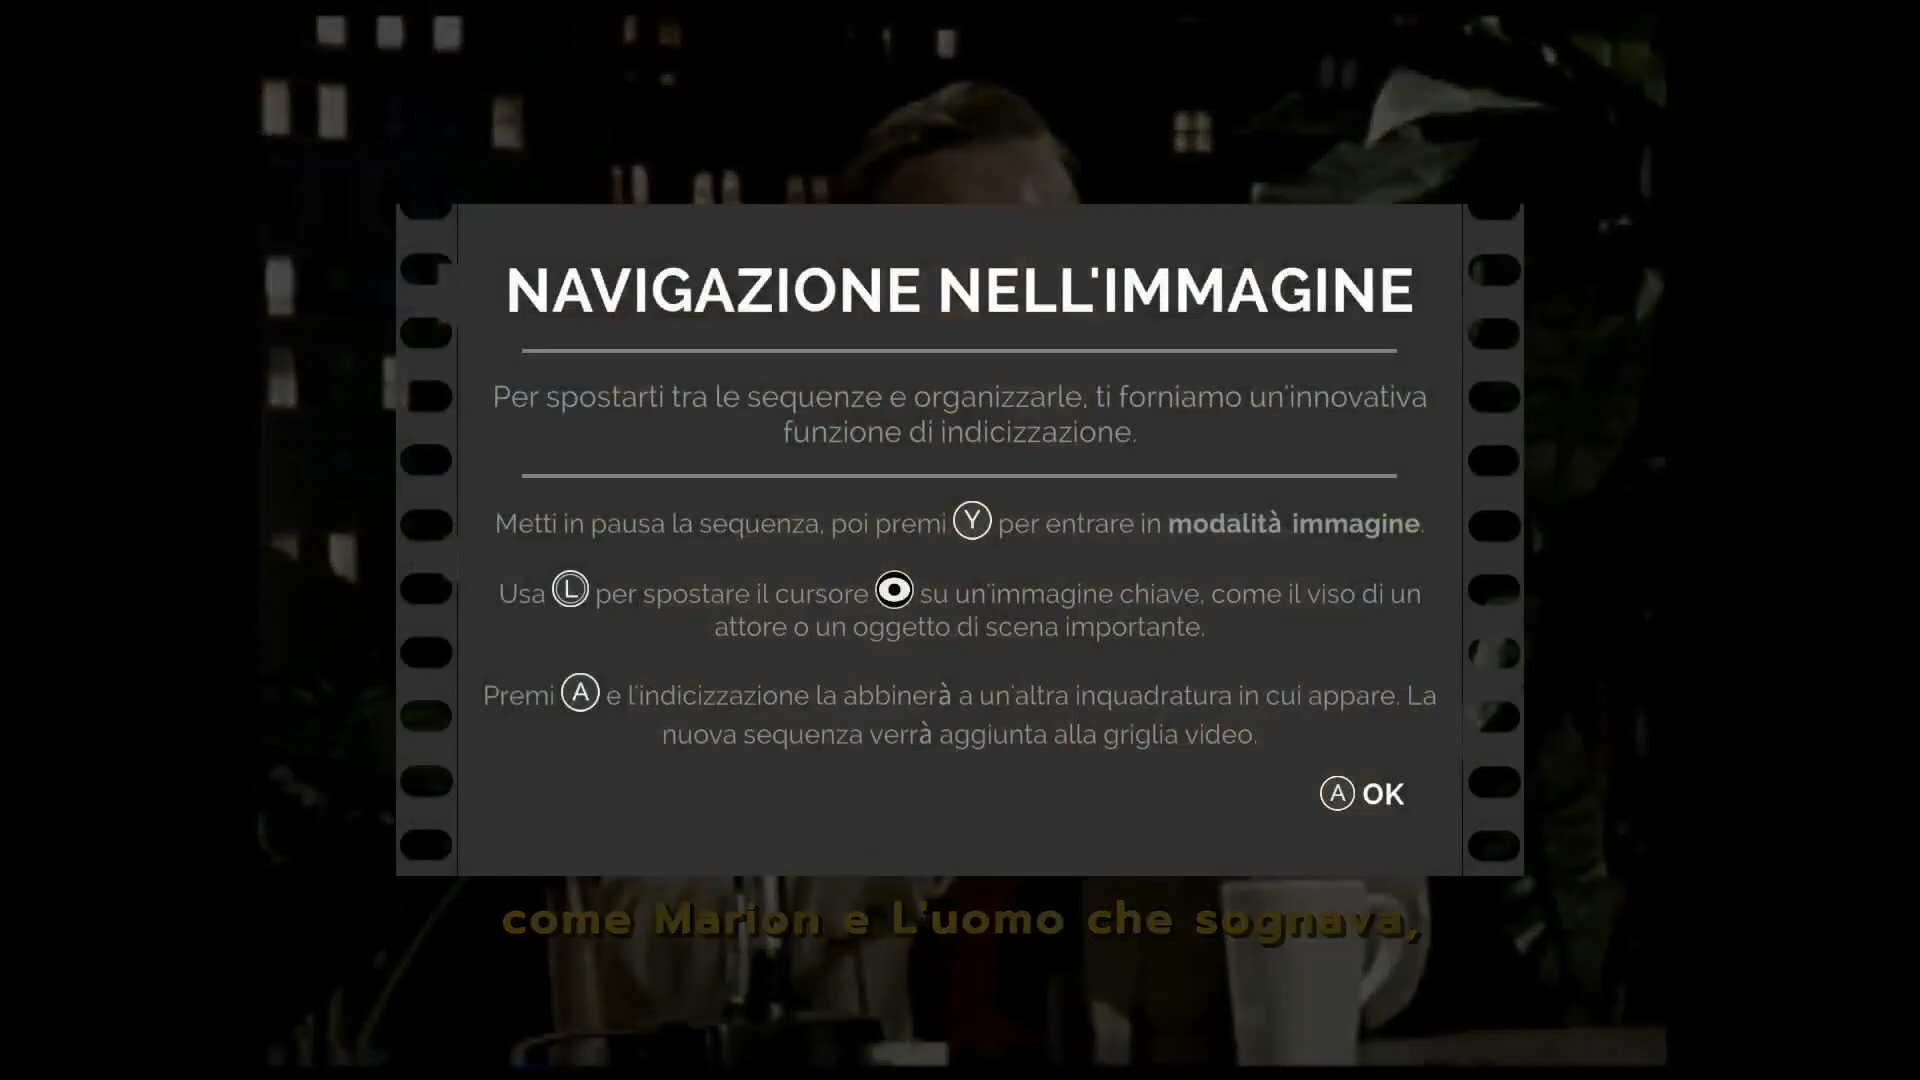 NAVIGAZIONE NELL'IMMAGINE
Per spostarti tra le sequenze e organizzarle, ti forniamo un'innovativa
funzione di indicizzazione.
Metti in pausa la sequenza, poi premi Y per entrare in modalità immagine.
Usa L per spostare il cursore su un'immagine chiave, come il viso di un
attore o un oggetto di scena importante.
Premi A e l'indicizzazione la abbinerà a un'altra inquadratura in cui appare. La
nuova sequenza verrà aggiunta alla griglia video.
A OK
come Marion e L'uomo che sognava,